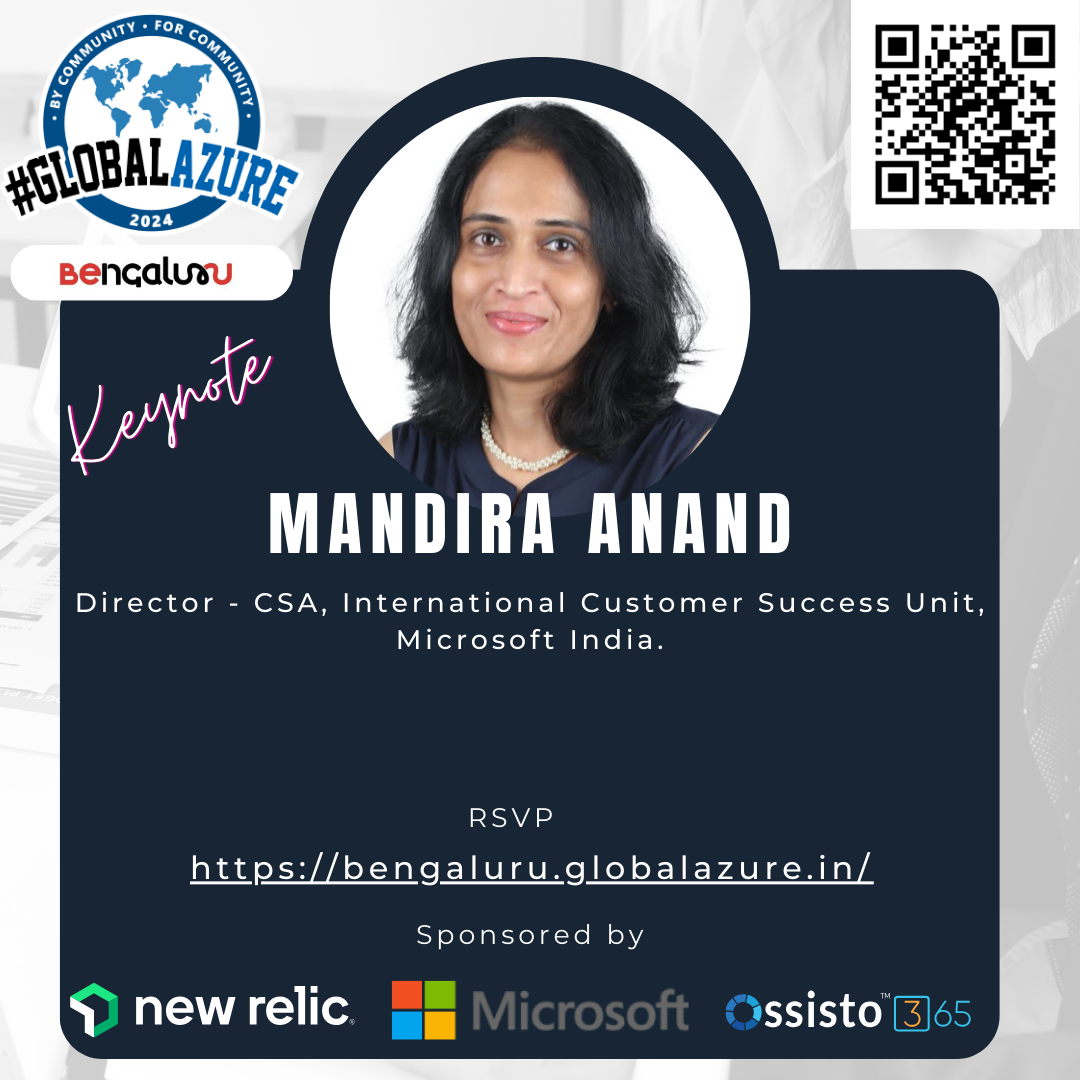 • BY COMMUNITY • FOR COMMUNITY •
#GLOBALAZURE
2024
Bengaluru
Keynote
MANDIRA ANAND
Director - CSA, International Customer Success Unit,
Microsoft India.
RSVP
https://bengaluru.globalazure.in/
Sponsored by
new relic®
Microsoft
Ossisto™ 365